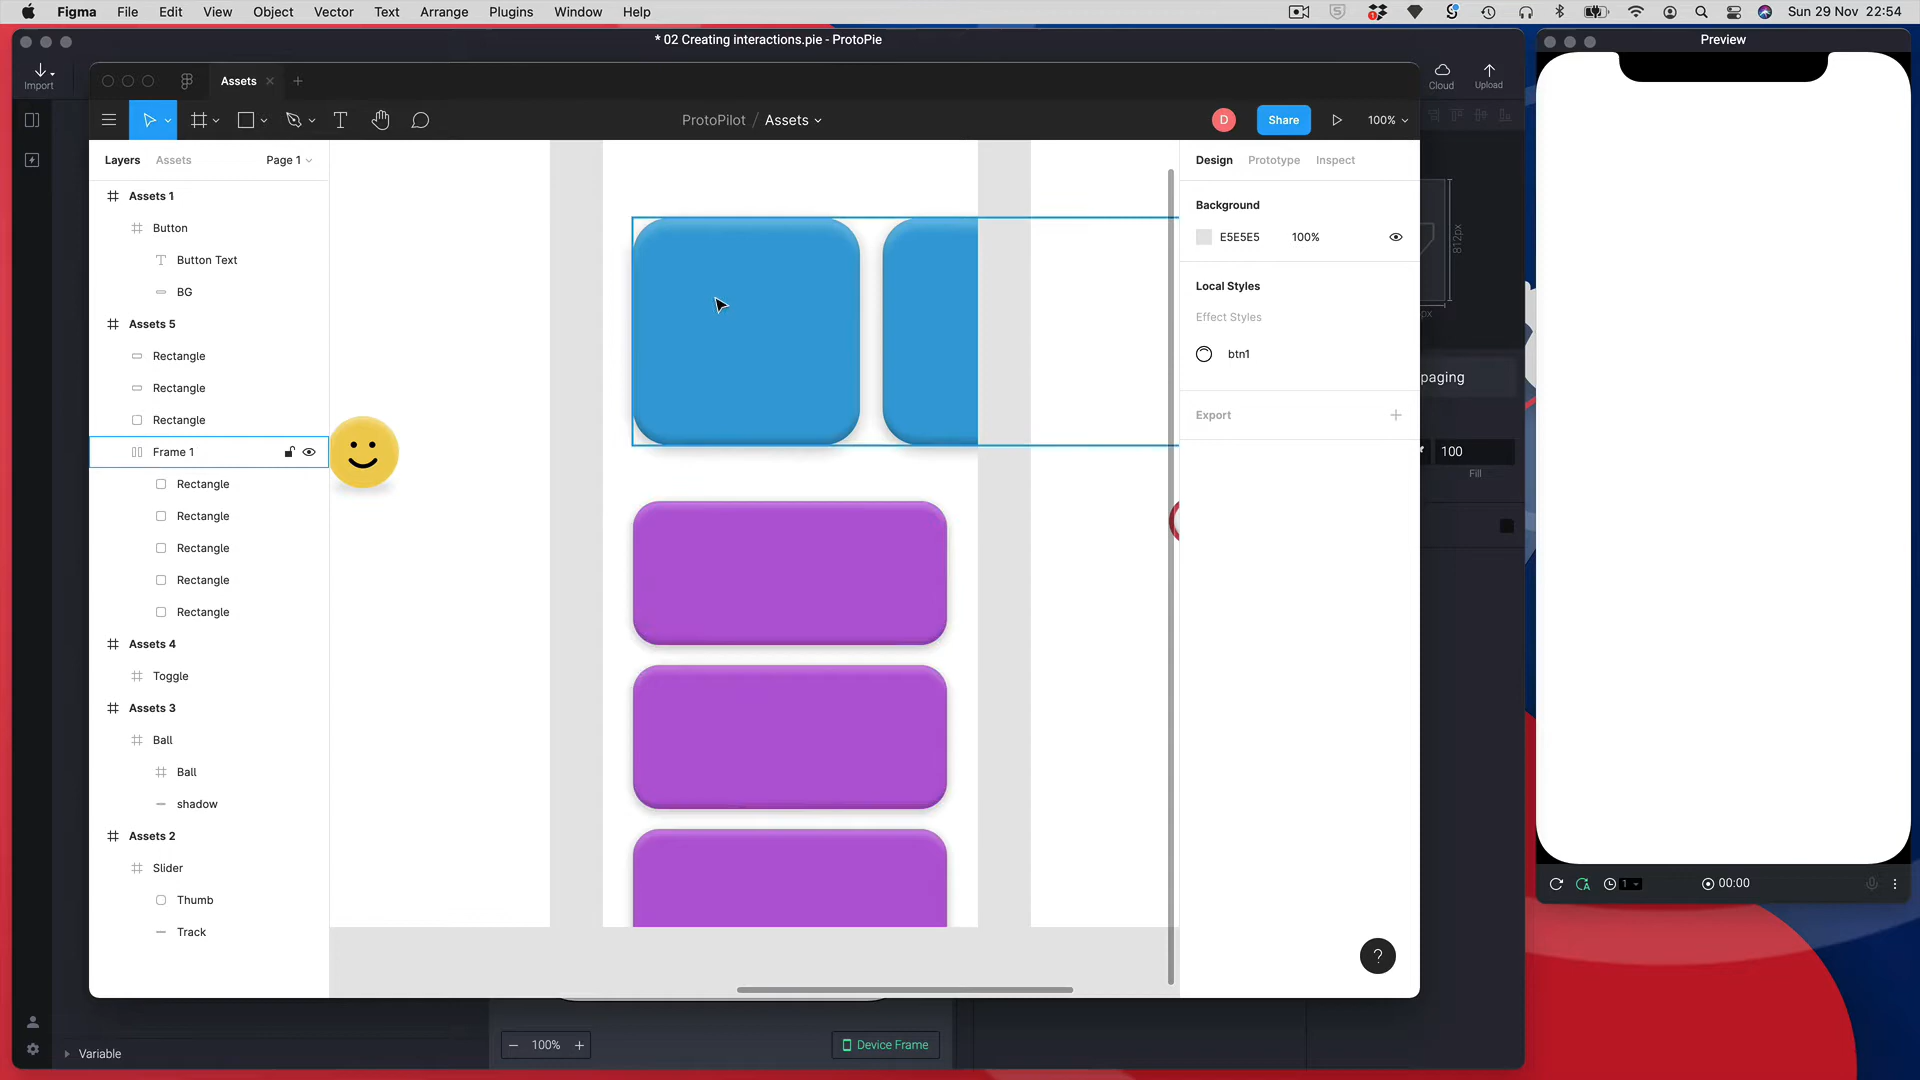 Figma File Edit View Object Vector Text Arrange Plugins Window Help
Sun 29 Nov 22:54
* 02 Creating interactions.pie - ProtoPie
Preview
Import
Assets
Cloud
Upload
ProtoPilot / Assets
D
Share
100%
Layers
Assets
Page 1
Design
Prototype
Inspect
Assets 1
Button
Button Text
BG
Assets 5
Rectangle
Rectangle
Rectangle
Frame 1
Rectangle
Rectangle
Rectangle
Rectangle
Rectangle
Assets 4
Toggle
Assets 3
Ball
Ball
shadow
Assets 2
Slider
Thumb
Track
Background
E5E5E5
100%
Local Styles
Effect Styles
btn1
Export
812px
px
paging
100
Fill
?
1
00:00
Variable
100%
Device Frame